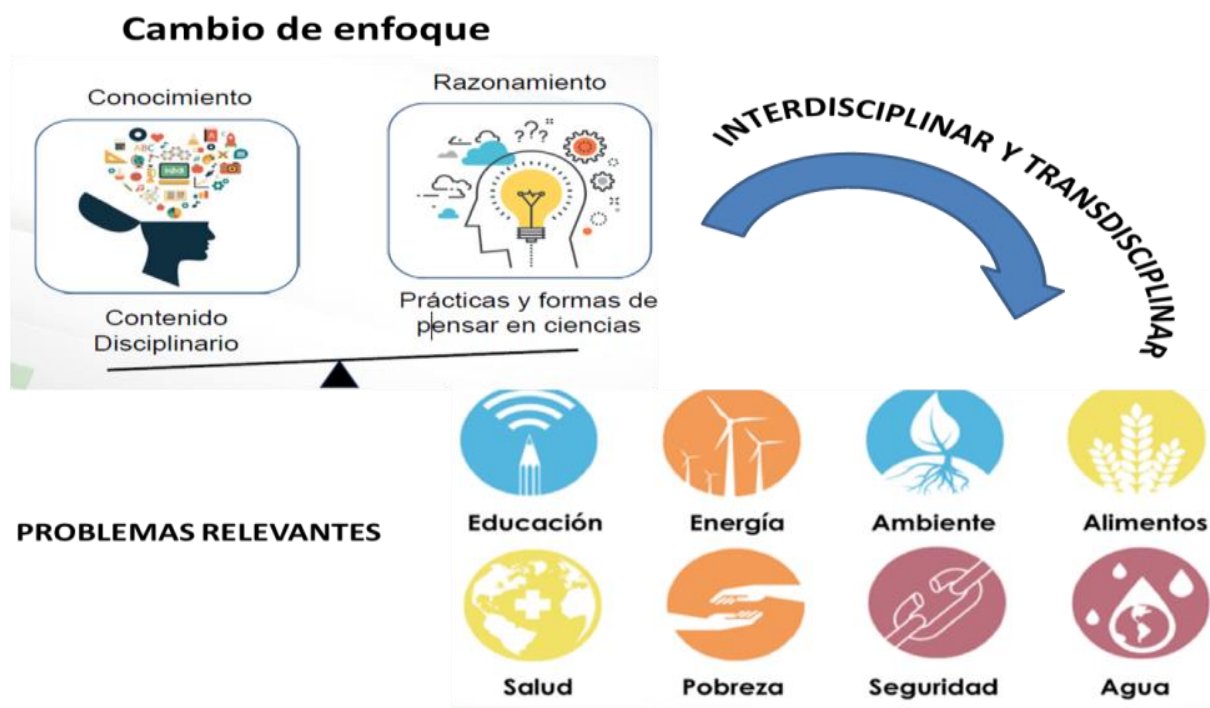 Cambio de enfoque
Conocimiento
Razonamiento
ABC
???
Contenido
Disciplinario
Prácticas y formas de
pensar en ciencias
INTERDISCIPLINAR Y TRANSDISCIPLINAR
PROBLEMAS RELEVANTES
Educación
Energía
Ambiente
Alimentos
Salud
Pobreza
Seguridad
Agua